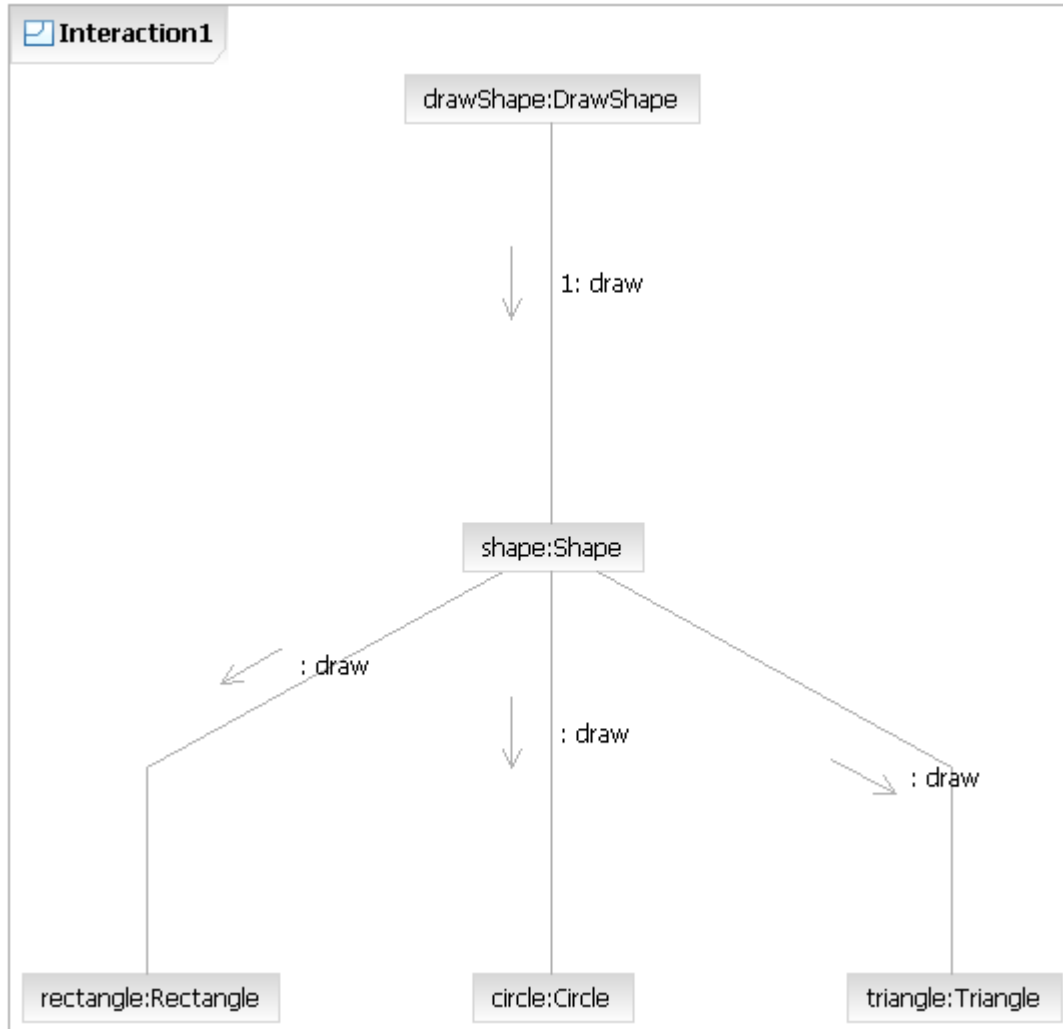 Interaction1
drawShape:DrawShape
1: draw
shape:Shape
: draw
: draw
: draw
rectangle:Rectangle
circle:Circle
triangle:Triangle